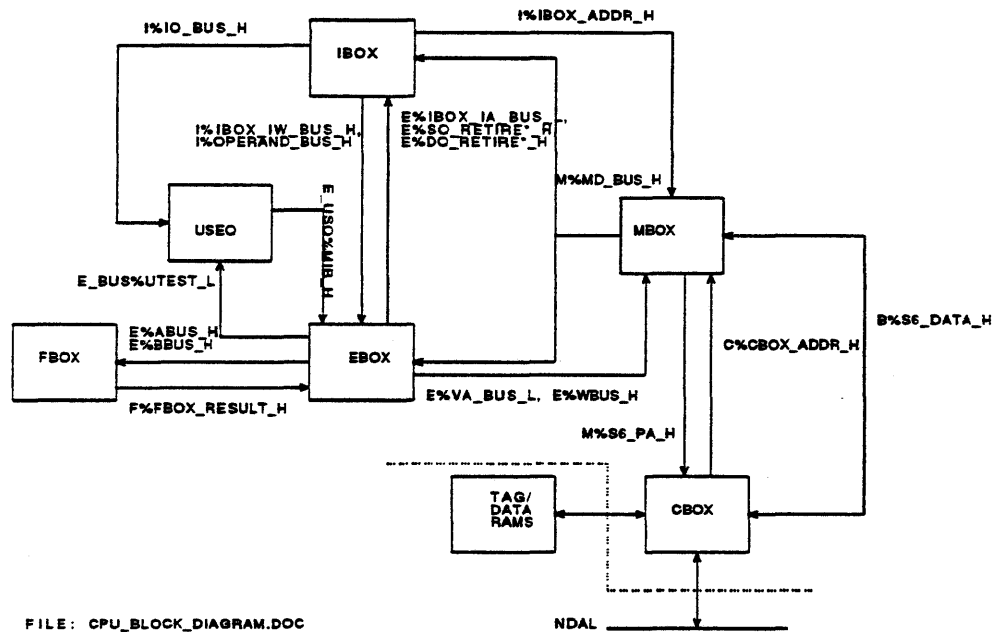 I%IO_BUS_H
I%IBOX_ADDR_H
IBOX
I%IBOX_IW_BUS_H,
I%OPERAND_BUS_H
E%IBOX_IA_BUS_L,
E%SO_RETIRE*_H
E%DO_RETIRE*_H
M%MD_BUS_H
USEQ
E_USQ%MIB_H
MBOX
E_BUS%UTEST_L
B%S6_DATA_H
E%ABUS_H
E%BBUS_H
FBOX
EBOX
C%CBOX_ADDR_H
F%FBOX_RESULT_H
E%VA_BUS_L, E%WBUS_H
M%S6_PA_H
TAG/
DATA
RAMS
CBOX
FILE: CPU_BLOCK_DIAGRAM.DOC
NDAL